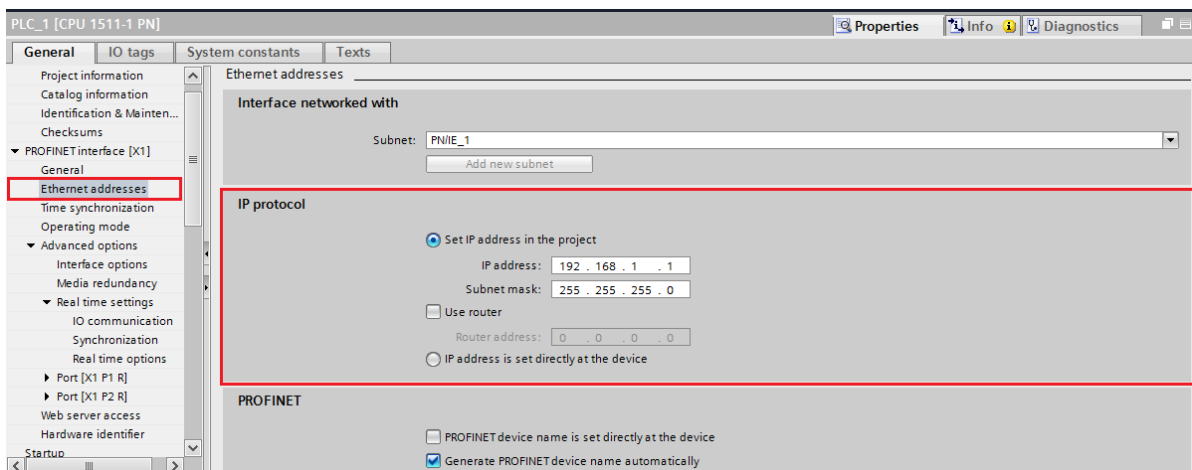 PLC_1 [CPU 1511-1 PN]
Properties
Info
Diagnostics
General
IO tags
System constants
Texts
Project information
Catalog information
Identification & Mainten...
Checksums
PROFINET interface [X1]
General
Ethernet addresses
Time synchronization
Operating mode
Advanced options
Interface options
Media redundancy
Real time settings
IO communication
Synchronization
Real time options
Port [X1 P1 R]
Port [X1 P2 R]
Web server access
Hardware identifier
Startup
Ethernet addresses
Interface networked with
Subnet: PN/IE_1
Add new subnet
IP protocol
Set IP address in the project
IP address: 192 . 168 . 1 . 1
Subnet mask: 255 . 255 . 255 . 0
Use router
Router address: 0 . 0 . 0 . 0
IP address is set directly at the device
PROFINET
PROFINET device name is set directly at the device
Generate PROFINET device name automatically